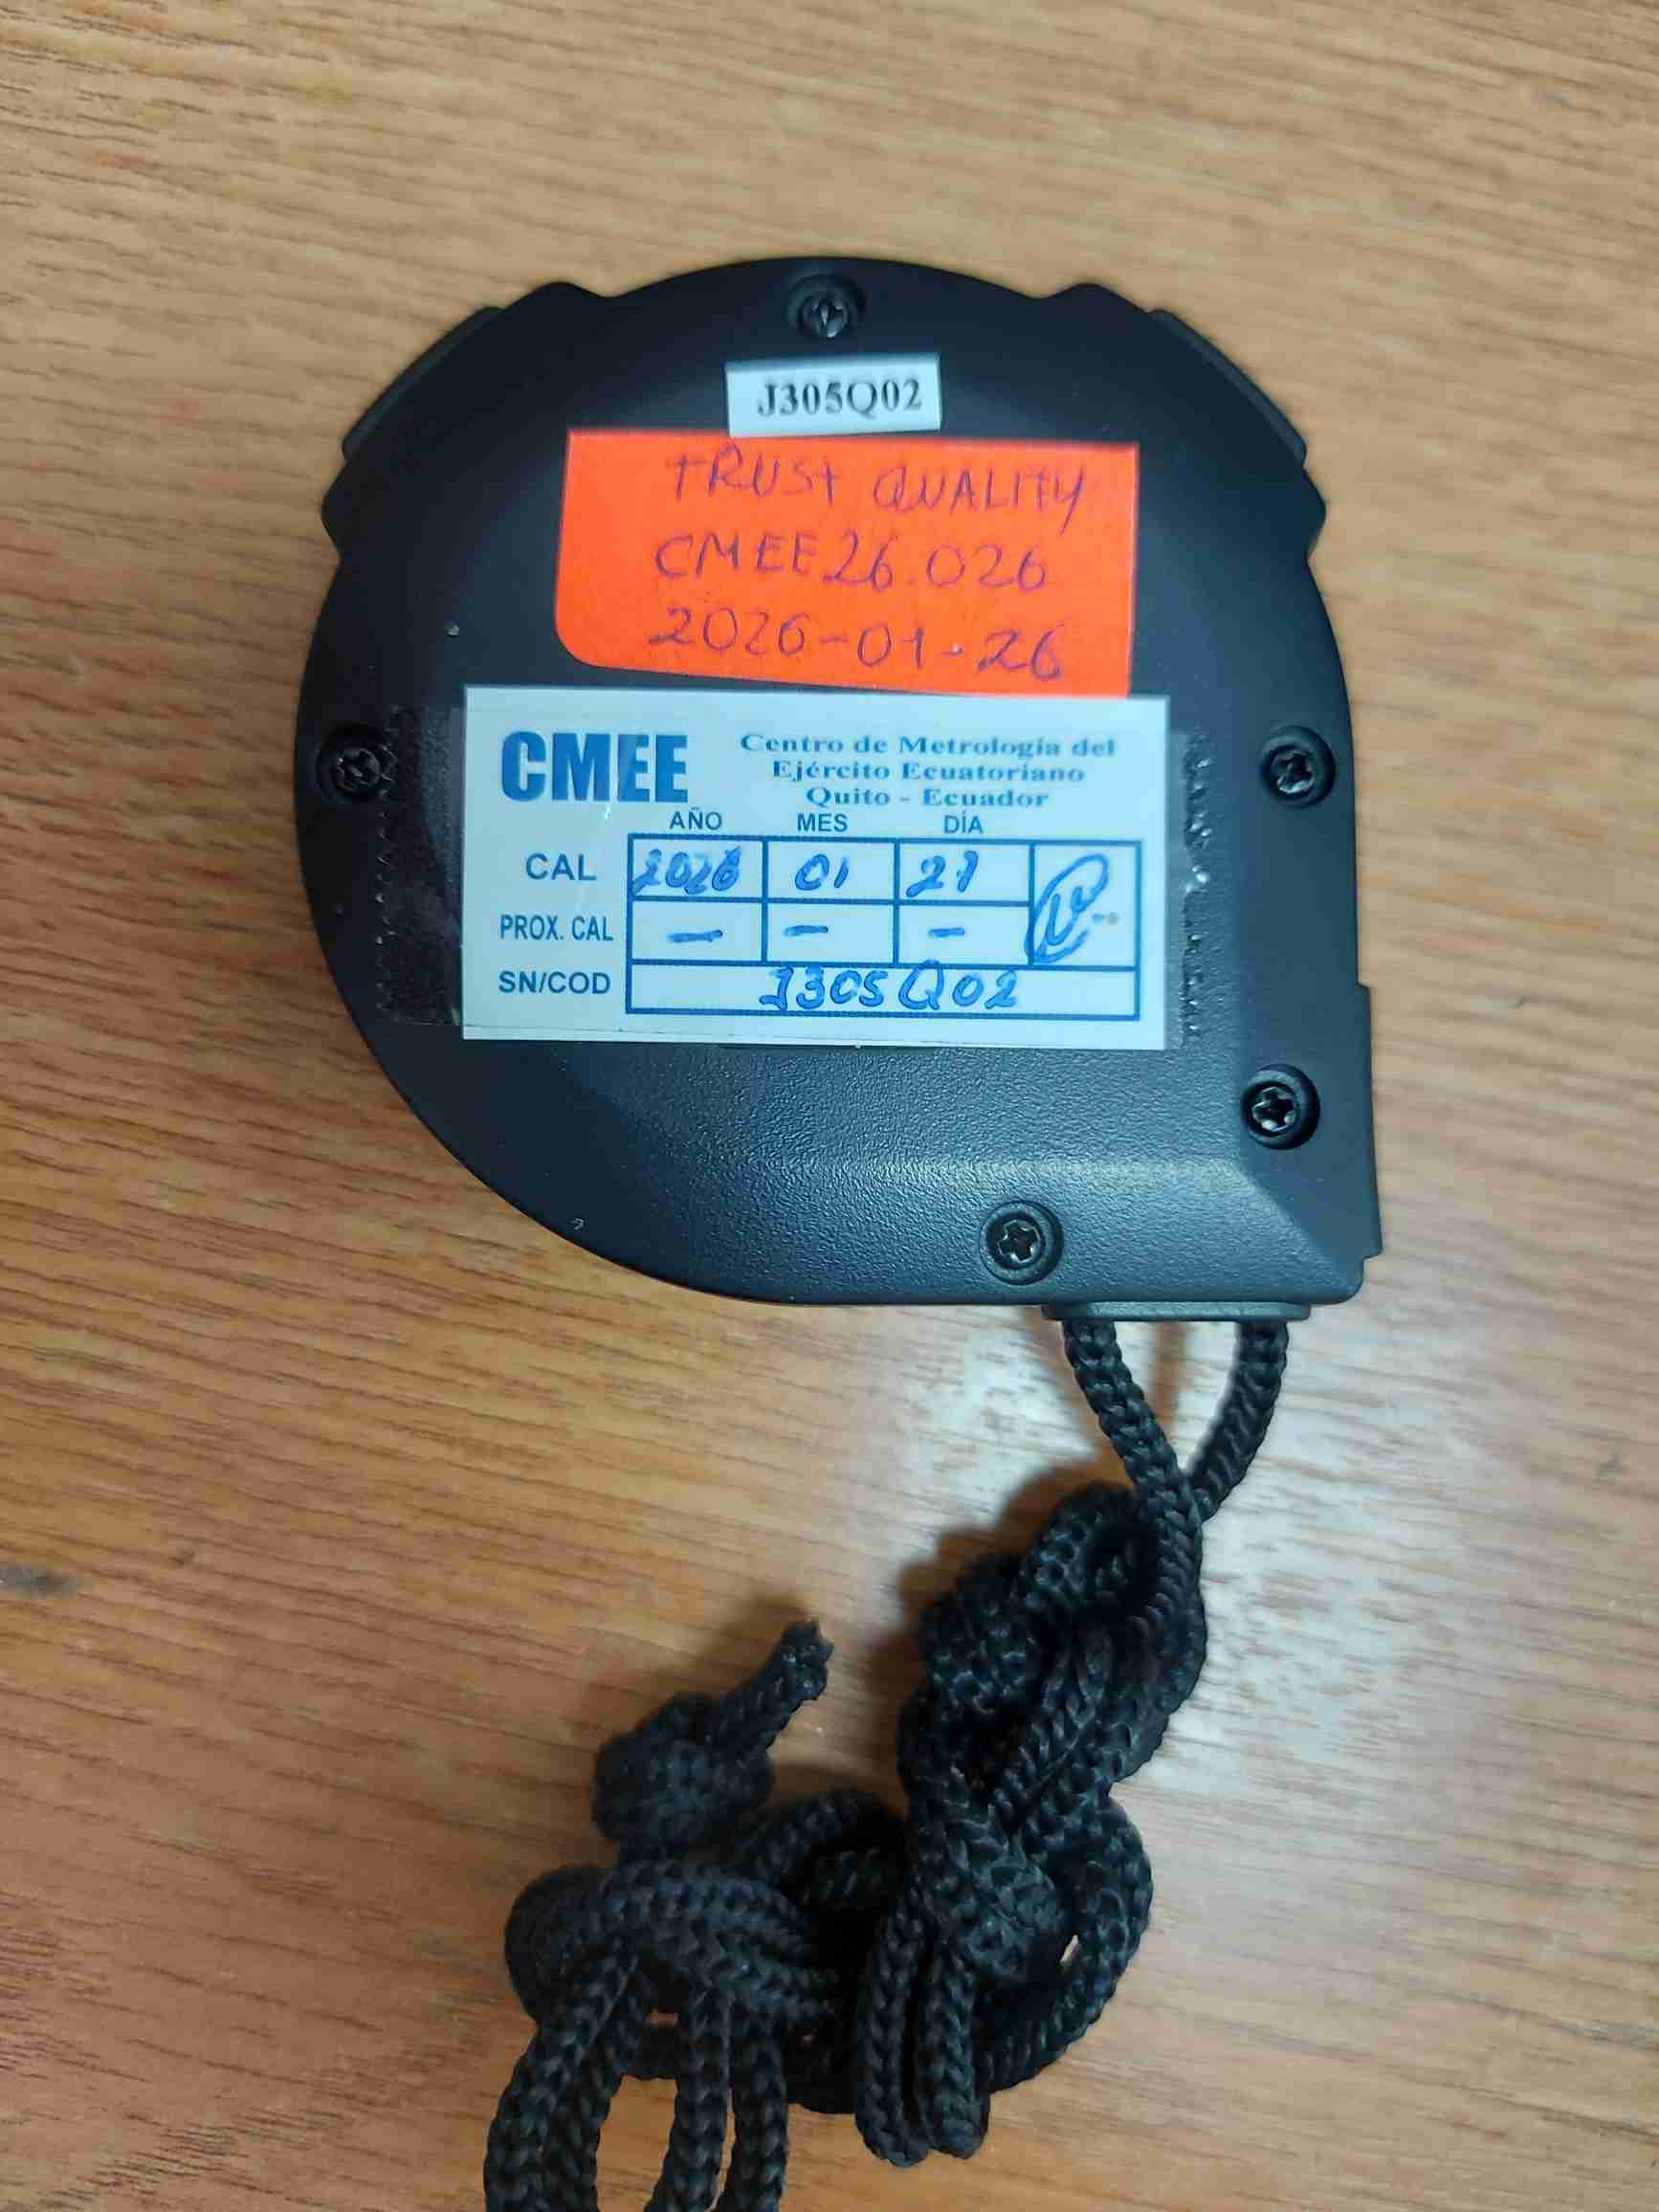 J305Q02
TRUST QUALITY
CMEE26.026
2026-01-26
CMEE
Centro de Metrología del
Ejército Ecuatoriano
Quito - Ecuador
AÑO MES DÍA
CAL 2026 01 27
PROX. CAL — — —
SN/COD J305Q02